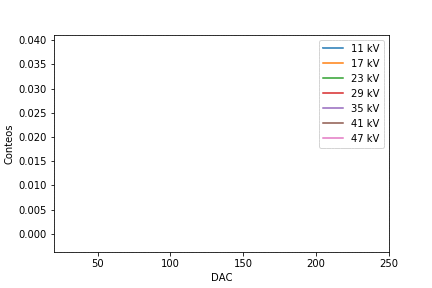 0.040
0.035
0.030
0.025
0.020
0.015
0.010
0.005
0.000
Conteos
11 kV
17 kV
23 kV
29 kV
35 kV
41 kV
47 kV
50 100 150 200 250
DAC